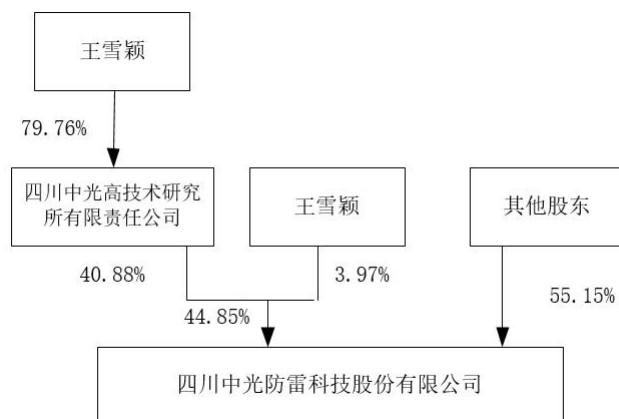 王雪颖
79.76%
四川中光高技术研究
所有限责任公司
王雪颖
其他股东
40.88%
3.97%
55.15%
44.85%
四川中光防雷科技股份有限公司